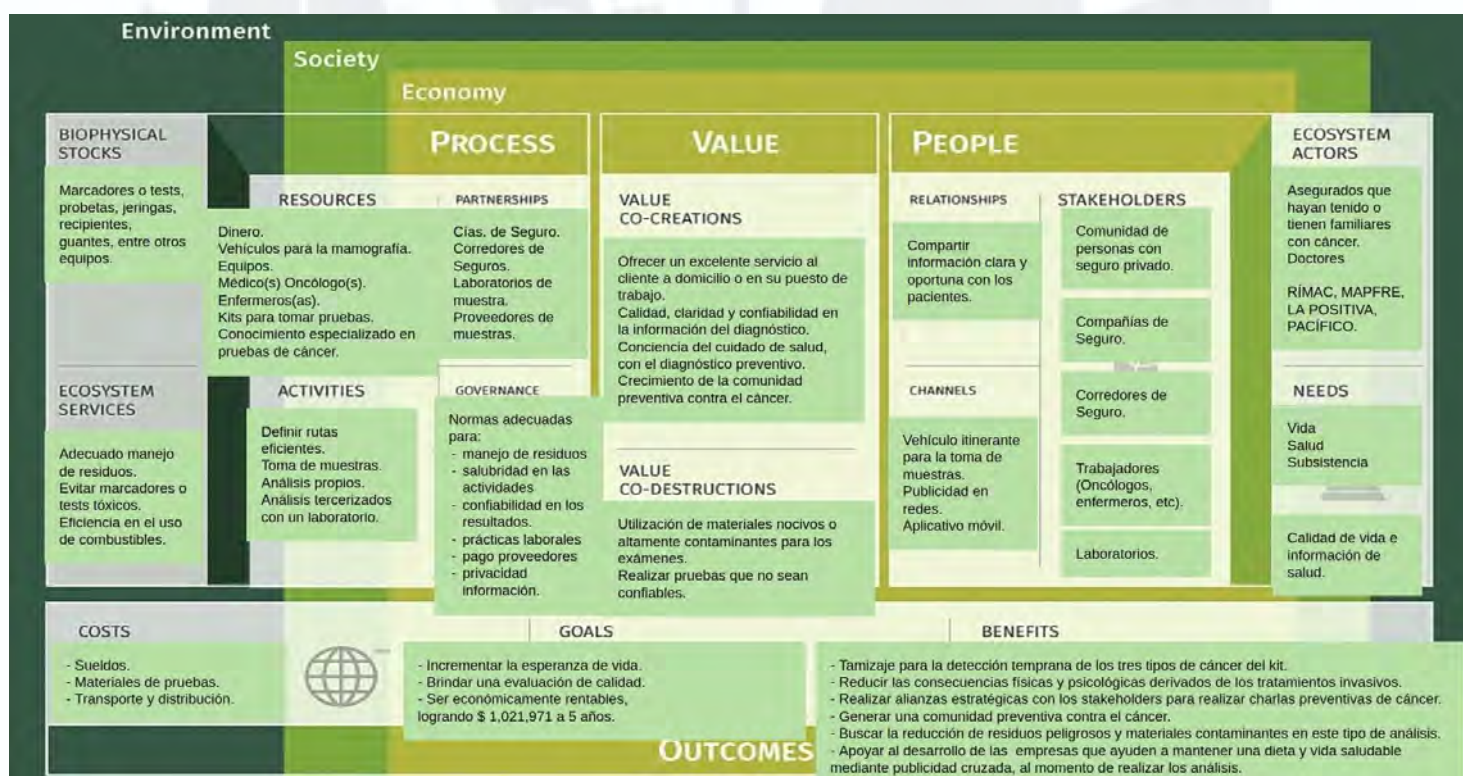 Environment
Society
Economy
BIOPHYSICAL
STOCKS
Marcadores o tests,
probetas, jeringas,
recipientes,
guantes, entre otros
equipos.
ECOSYSTEM
SERVICES
Adecuado manejo
de residuos.
Evitar marcadores o
tests tóxicos.
Eficiencia en el uso
de combustibles.
PROCESS
RESOURCES
Dinero.
Vehículos para la mamografía.
Equipos.
Médico(s) Oncólogo(s).
Enfermeros(as).
Kits para tomar pruebas.
Conocimiento especializado en
pruebas de cáncer.
PARTNERSHIPS
Cías. de Seguro.
Corredores de
Seguros.
Laboratorios de
muestra.
Proveedores de
muestras.
ACTIVITIES
Definir rutas
eficientes.
Toma de muestras.
Análisis propios.
Análisis tercerizados
con un laboratorio.
GOVERNANCE
Normas adecuadas
para:
- manejo de residuos
- salubridad en las
actividades
- confiabilidad en los
resultados.
- prácticas laborales
- pago proveedores
- privacidad
información.
VALUE
VALUE
CO-CREATIONS
Ofrecer un excelente servicio al
cliente a domicilio o en su puesto de
trabajo.
Calidad, claridad y confiabilidad en
la información del diagnóstico.
Conciencia del cuidado de salud,
con el diagnóstico preventivo.
Crecimiento de la comunidad
preventiva contra el cáncer.
VALUE
CO-DESTRUCTIONS
Utilización de materiales nocivos o
altamente contaminantes para los
exámenes.
Realizar pruebas que no sean
confiables.
PEOPLE
RELATIONSHIPS
Compartir
información clara y
oportuna con los
pacientes.
CHANNELS
Vehículo itinerante
para la toma de
muestras.
Publicidad en
redes.
Aplicativo móvil.
STAKEHOLDERS
Comunidad de
personas con
seguro privado.
Compañías de
Seguro.
Corredores de
Seguro.
Trabajadores
(Oncólogos,
enfermeros, etc).
Laboratorios.
ECOSYSTEM
ACTORS
Asegurados que
hayan tenido o
tienen familiares
con cáncer.
Doctores
RÍMAC, MAPFRE,
LA POSITIVA,
PACÍFICO.
NEEDS
Vida
Salud
Subsistencia
Calidad de vida e
información de
salud.
COSTS
- Sueldos.
- Materiales de pruebas.
- Transporte y distribución.
GOALS
- Incrementar la esperanza de vida.
- Brindar una evaluación de calidad.
- Ser económicamente rentables,
logrando $ 1,021,971 a 5 años.
BENEFITS
- Tamizaje para la detección temprana de los tres tipos de cáncer del kit.
- Reducir las consecuencias físicas y psicológicas derivados de los tratamientos invasivos.
- Realizar alianzas estratégicas con los stakeholders para realizar charlas preventivas de cáncer.
- Generar una comunidad preventiva contra el cáncer.
- Buscar la reducción de residuos peligrosos y materiales contaminantes en este tipo de análisis.
- Apoyar al desarrollo de las empresas que ayuden a mantener una dieta y vida saludable
mediante publicidad cruzada, al momento de realizar los análisis.
OUTCOMES